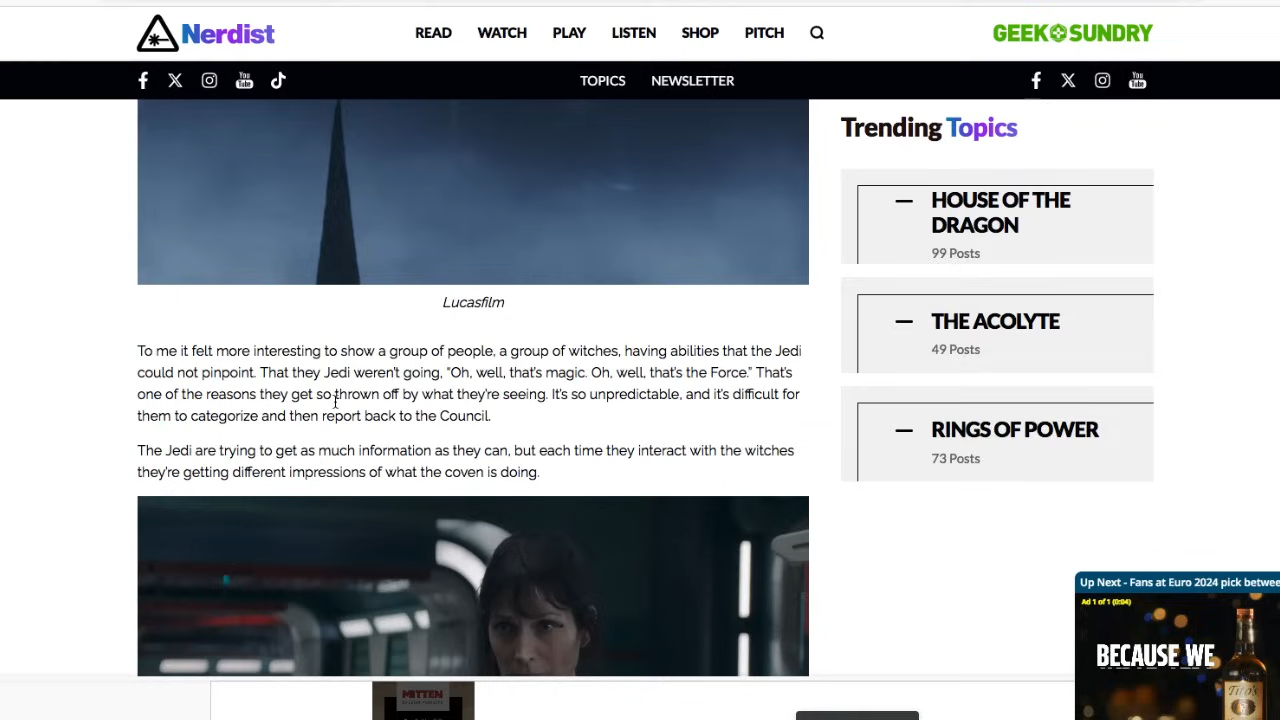 Nerdist
READ WATCH PLAY LISTEN SHOP PITCH
GEEK SUNDRY
TOPICS NEWSLETTER
Trending Topics
HOUSE OF THE
DRAGON
99 Posts
THE ACOLYTE
49 Posts
RINGS OF POWER
73 Posts
Lucasfilm
To me it felt more interesting to show a group of people, a group of witches, having abilities that the Jedi
could not pinpoint. That they Jedi weren't going, "Oh, well, that's magic. Oh, well, that's the Force." That's
one of the reasons they get so thrown off by what they're seeing. It's so unpredictable, and it's difficult for
them to categorize and then report back to the Council.
The Jedi are trying to get as much information as they can, but each time they interact with the witches
they're getting different impressions of what the coven is doing.
Up Next - Fans at Euro 2024 pick betwee
Ad 1 of 1 (0:04)
BECAUSE WE
Tito's
MITTEN